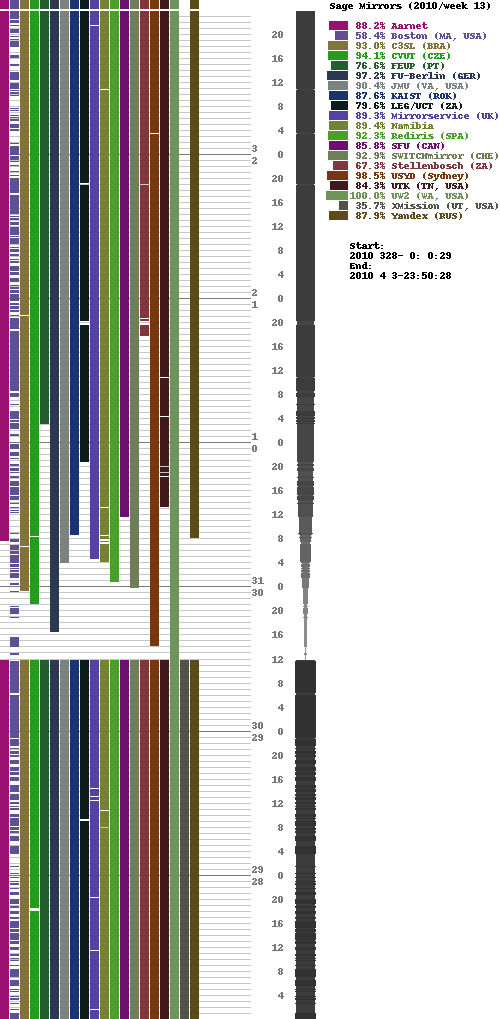 Sage Mirrors (2010/week 13)
88.2% Aarnet
58.4% Boston (MA, USA)
93.0% C3SL (BRA)
94.1% CVUT (CZE)
76.6% FEUP (PT)
97.2% FU-Berlin (GER)
90.4% JMU (VA, USA)
87.6% KAIST (ROK)
79.6% LEG/UCT (ZA)
89.3% Mirrorservice (UK)
89.4% Namibia
92.3% Rediris (SPA)
85.8% SFU (CAN)
92.9% SWITCHmirror (CHE)
67.3% Stellenbosch (ZA)
98.5% USYD (Sydney)
84.3% UTK (TN, USA)
100.0% UW2 (WA, USA)
35.7% XMission (UT, USA)
87.9% Yandex (RUS)
Start:
2010 328- 0: 0:29
End:
2010 4 3-23:50:28
20
16
12
8
4
3 0
2
20
16
12
8
4
2 0
1
20
16
12
8
4
1 0
0
20
16
12
8
4
31 0
30
20
16
12
8
4
30 0
29
20
16
12
8
4
29 0
28
20
16
12
8
4